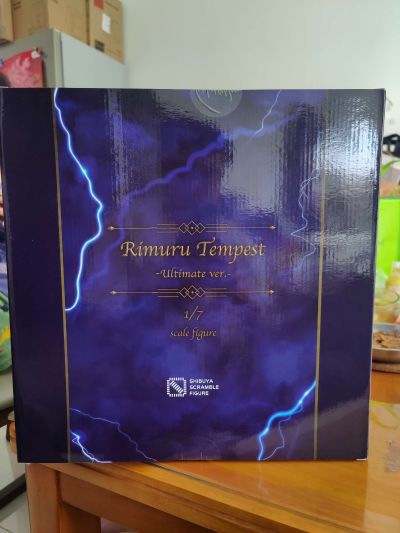 Rimuru Tempest
-Ultimate ver.-
1/7
scale figure
SHIBUYA
SCRAMBLE
FIGURE